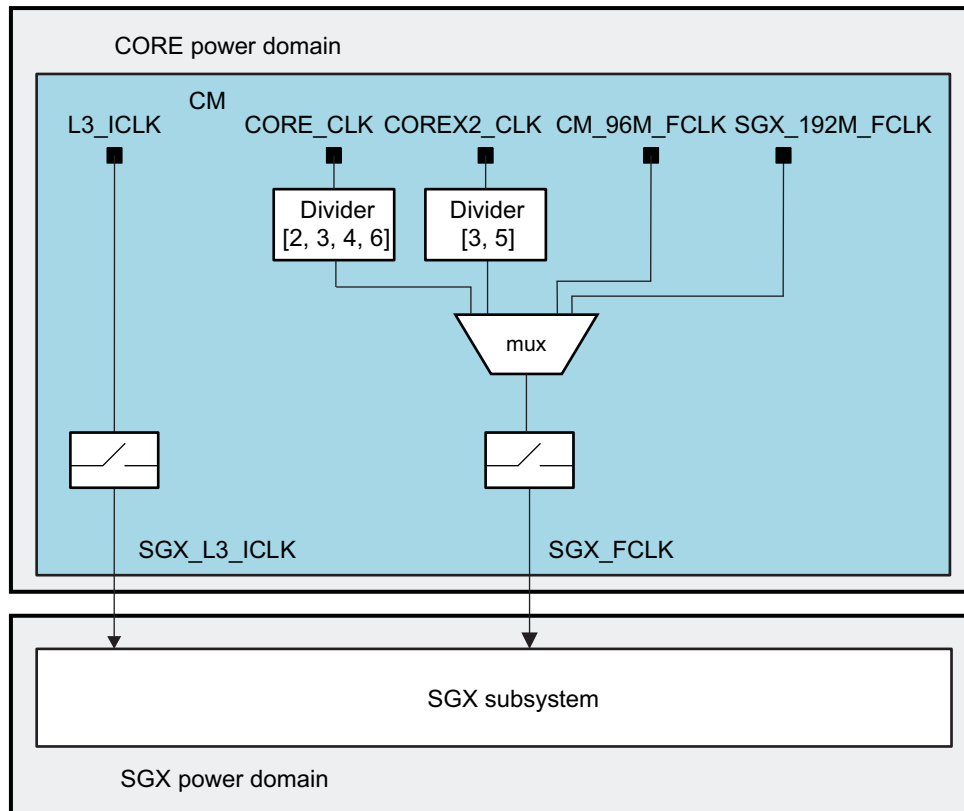 CORE power domain
CM
L3_ICLK CORE_CLK COREX2_CLK CM_96M_FCLK SGX_192M_FCLK
Divider
[2, 3, 4, 6]
Divider
[3, 5]
mux
SGX_L3_ICLK SGX_FCLK
SGX subsystem
SGX power domain